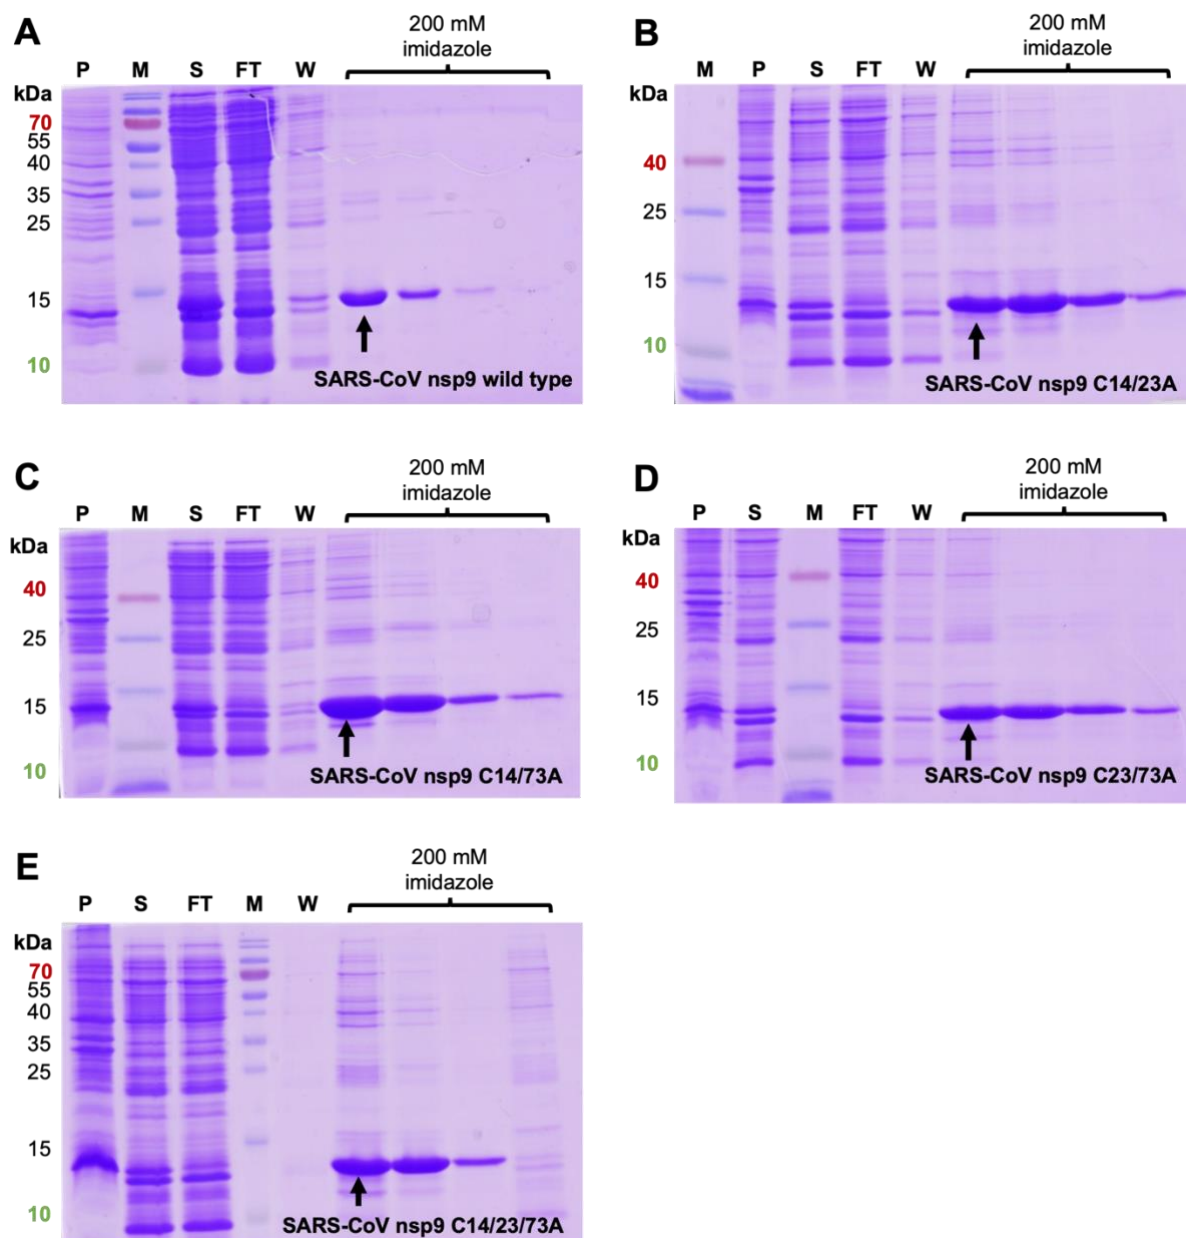 A
200 mM
imidazole
P M S FT W
kDa
70
55
40
35
25
15
10
SARS-CoV nsp9 wild type
B
200 mM
imidazole
M P S FT W
kDa
40
25
15
10
SARS-CoV nsp9 C14/23A
C
200 mM
imidazole
P M S FT W
kDa
40
25
15
10
SARS-CoV nsp9 C14/73A
D
200 mM
imidazole
P S M FT W
kDa
40
25
15
10
SARS-CoV nsp9 C23/73A
E
200 mM
imidazole
P S FT M W
kDa
70
55
40
35
25
15
10
SARS-CoV nsp9 C14/23/73A